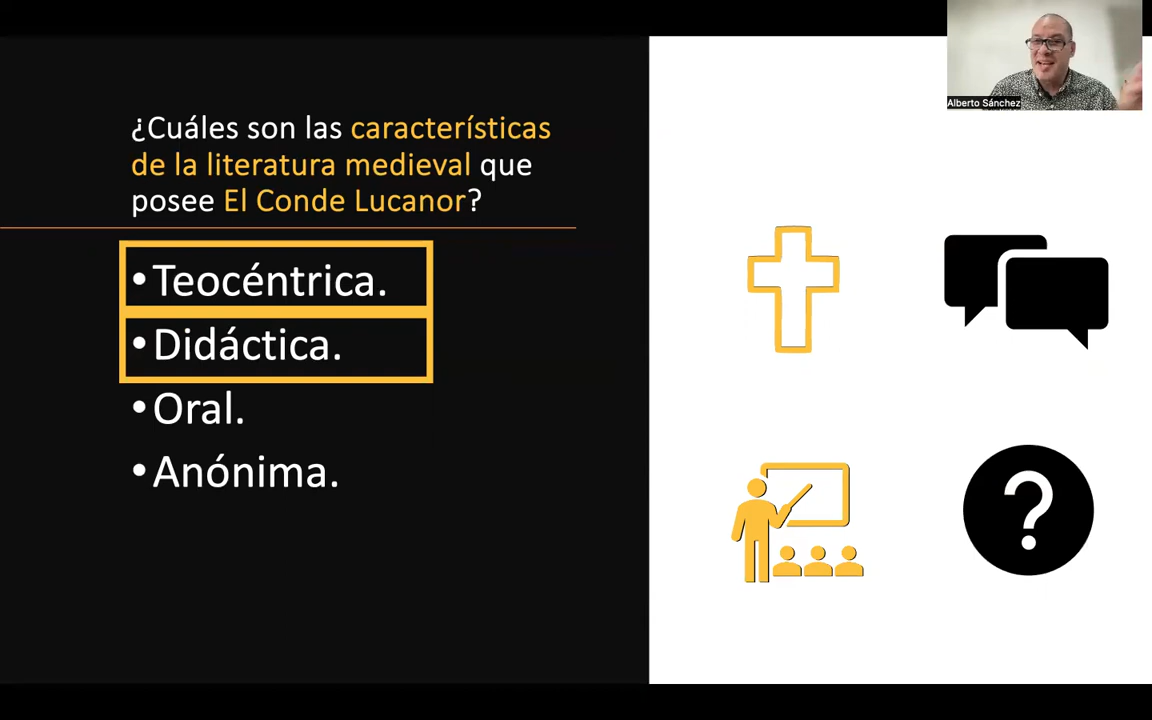 ¿Cuáles son las características
de la literatura medieval que
posee El Conde Lucanor?
•Teocéntrica.
•Didáctica.
•Oral.
•Anónima.
Alberto Sánchez
?